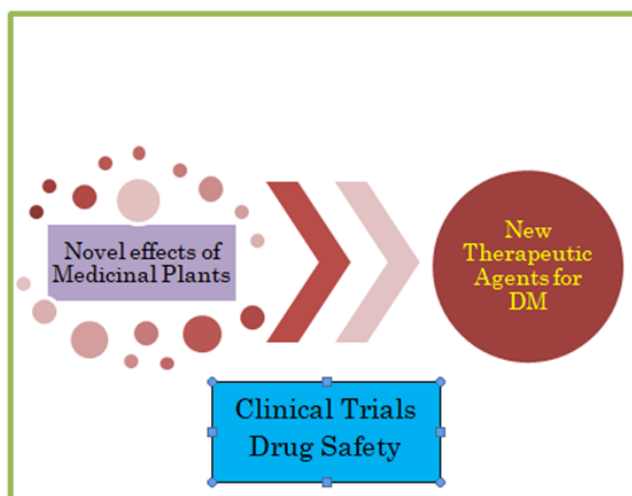 Novel effects of
Medicinal Plants
New
Therapeutic
Agents for
DM
Clinical Trials
Drug Safety